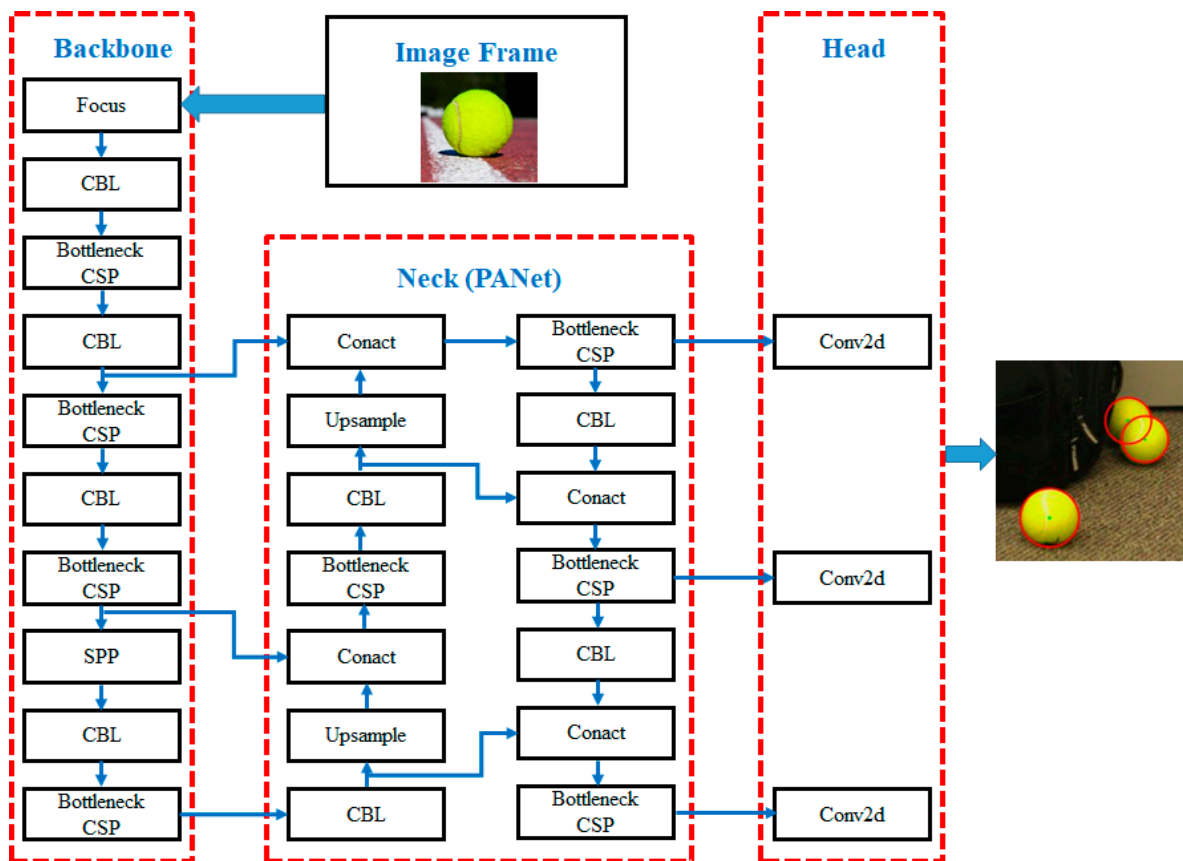 Backbone
Focus
CBL
Bottleneck
CSP
CBL
Bottleneck
CSP
CBL
Bottleneck
CSP
SPP
CBL
Bottleneck
CSP
Image Frame
Neck (PANet)
Conact
Upsample
CBL
Bottleneck
CSP
Conact
Upsample
CBL
Bottleneck
CSP
CBL
Conact
Bottleneck
CSP
CBL
Conact
Bottleneck
CSP
Head
Conv2d
Conv2d
Conv2d